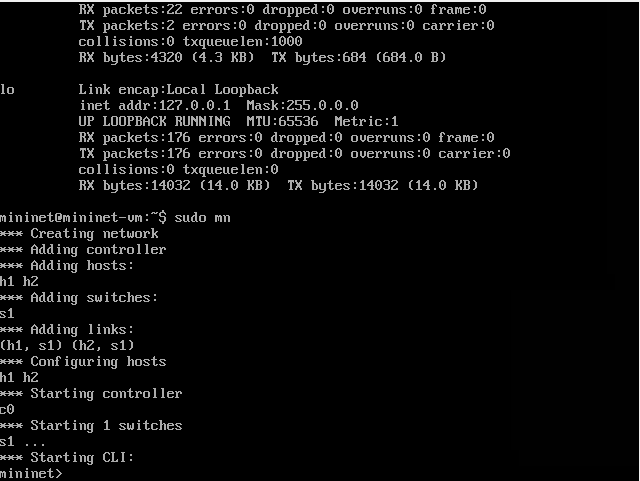 RX packets:22 errors:0 dropped:0 overruns:0 frame:0
TX packets:2 errors:0 dropped:0 overruns:0 carrier:0
collisions:0 txqueuelen:1000
RX bytes:4320 (4.3 KB)  TX bytes:684 (684.0 B)
lo        Link encap:Local Loopback
inet addr:127.0.0.1  Mask:255.0.0.0
UP LOOPBACK RUNNING  MTU:65536  Metric:1
RX packets:176 errors:0 dropped:0 overruns:0 frame:0
TX packets:176 errors:0 dropped:0 overruns:0 carrier:0
collisions:0 txqueuelen:0
RX bytes:14032 (14.0 KB)  TX bytes:14032 (14.0 KB)
mininet@mininet-vm:~$ sudo mn
*** Creating network
*** Adding controller
*** Adding hosts:
h1 h2
*** Adding switches:
s1
*** Adding links:
(h1, s1) (h2, s1)
*** Configuring hosts
h1 h2
*** Starting controller
c0
*** Starting 1 switches
s1 ...
*** Starting CLI:
mininet>